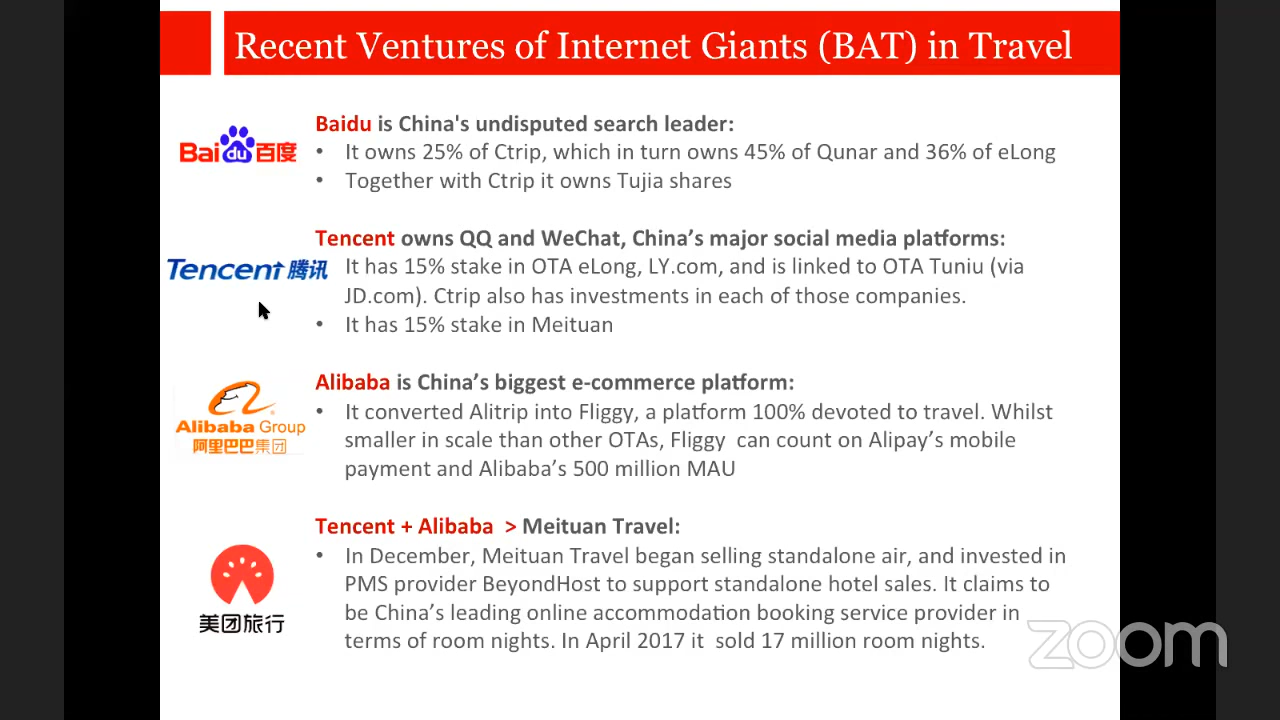 Recent Ventures of Internet Giants (BAT) in Travel
Baidu百度
Baidu is China's undisputed search leader:
• It owns 25% of Ctrip, which in turn owns 45% of Qunar and 36% of eLong
• Together with Ctrip it owns Tujia shares
Tencent 腾讯
Tencent owns QQ and WeChat, China’s major social media platforms:
It has 15% stake in OTA eLong, LY.com, and is linked to OTA Tuniu (via
JD.com). Ctrip also has investments in each of those companies.
• It has 15% stake in Meituan
Alibaba Group
阿里巴巴集团
Alibaba is China’s biggest e-commerce platform:
• It converted Alitrip into Fliggy, a platform 100% devoted to travel. Whilst
smaller in scale than other OTAs, Fliggy  can count on Alipay’s mobile
payment and Alibaba’s 500 million MAU
美团旅行
Tencent + Alibaba  > Meituan Travel:
• In December, Meituan Travel began selling standalone air, and invested in
PMS provider BeyondHost to support standalone hotel sales. It claims to
be China’s leading online accommodation booking service provider in
terms of room nights. In April 2017 it  sold 17 million room nights.
zoom